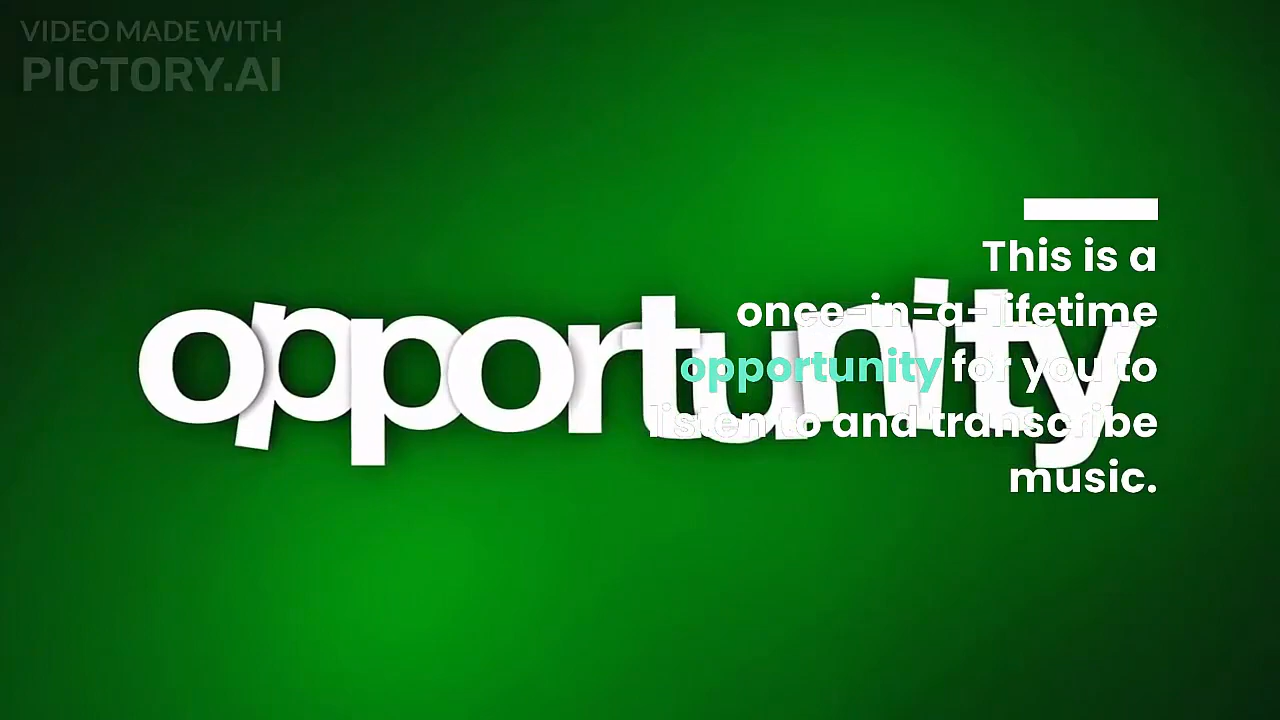 VIDEO MADE WITH
PICTORY.AI
opportunity
This is a
once-in-a-lifetime
opportunity for you to
listen to and transcribe
music.